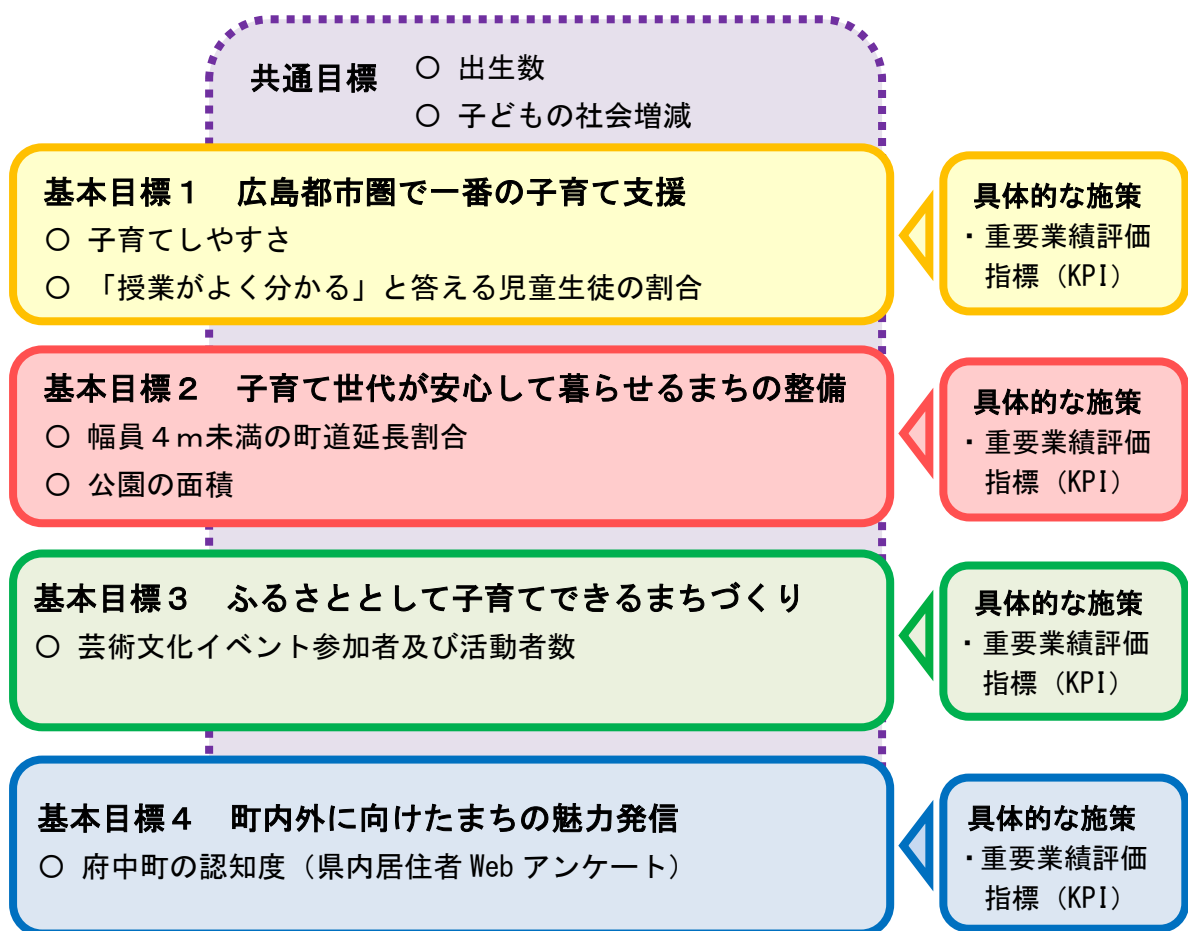 共通目標 ○ 出生数
○ 子どもの社会増減
基本目標１ 広島都市圏で一番の子育て支援
○ 子育てしやすさ
○ 「授業がよく分かる」と答える児童生徒の割合
具体的な施策
・重要業績評価
指標（KPI）
基本目標２ 子育て世代が安心して暮らせるまちの整備
○ 幅員４ｍ未満の町道延長割合
○ 公園の面積
具体的な施策
・重要業績評価
指標（KPI）
基本目標３ ふるさととして子育てできるまちづくり
○ 芸術文化イベント参加者及び活動者数
具体的な施策
・重要業績評価
指標（KPI）
基本目標４ 町内外に向けたまちの魅力発信
○ 府中町の認知度（県内居住者 Web アンケート）
具体的な施策
・重要業績評価
指標（KPI）